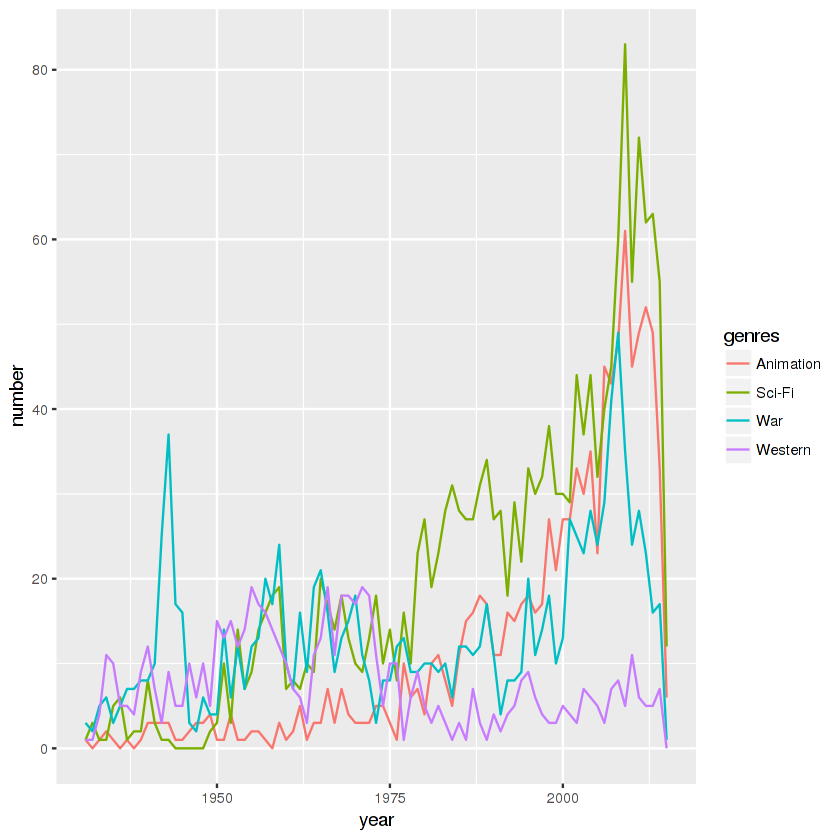 80
60
40
20
0
number
1950
1975
2000
year
genres
Animation
Sci-Fi
War
Western